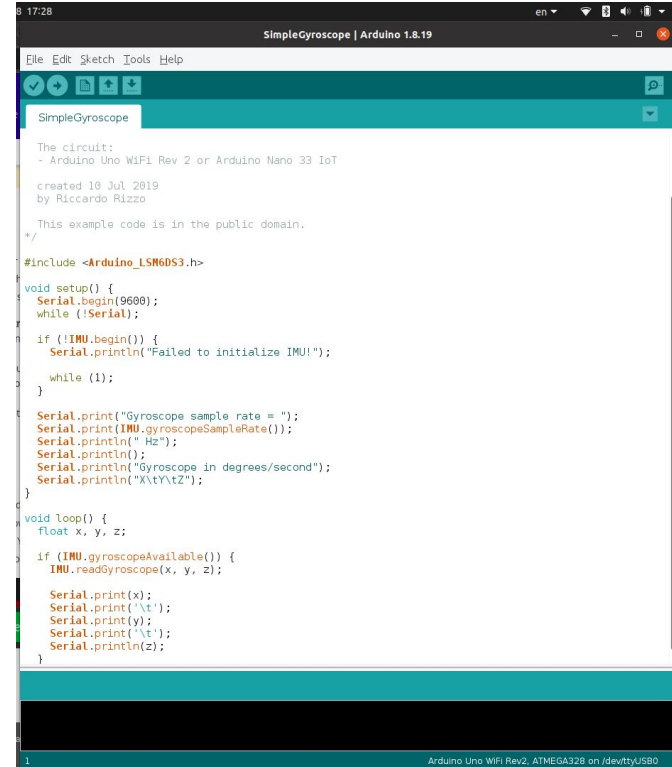 8 17:28
en
SimpleGyroscope | Arduino 1.8.19
File Edit Sketch Tools Help
SimpleGyroscope
The circuit:
- Arduino Uno WiFi Rev 2 or Arduino Nano 33 IoT
created 10 Jul 2019
by Riccardo Rizzo
This example code is in the public domain.
*/
#include <Arduino_LSM6DS3.h>
void setup() {
Serial.begin(9600);
while (!Serial);
if (!IMU.begin()) {
Serial.println("Failed to initialize IMU!");
while (1);
}
Serial.print("Gyroscope sample rate = ");
Serial.print(IMU.gyroscopeSampleRate());
Serial.println(" Hz");
Serial.println();
Serial.println("Gyroscope in degrees/second");
Serial.println("X\tY\tZ");
}
void loop() {
float x, y, z;
if (IMU.gyroscopeAvailable()) {
IMU.readGyroscope(x, y, z);
Serial.print(x);
Serial.print('\t');
Serial.print(y);
Serial.print('\t');
Serial.println(z);
}
1
Arduino Uno WiFi Rev2, ATMEGA328 on /dev/ttyUSB0